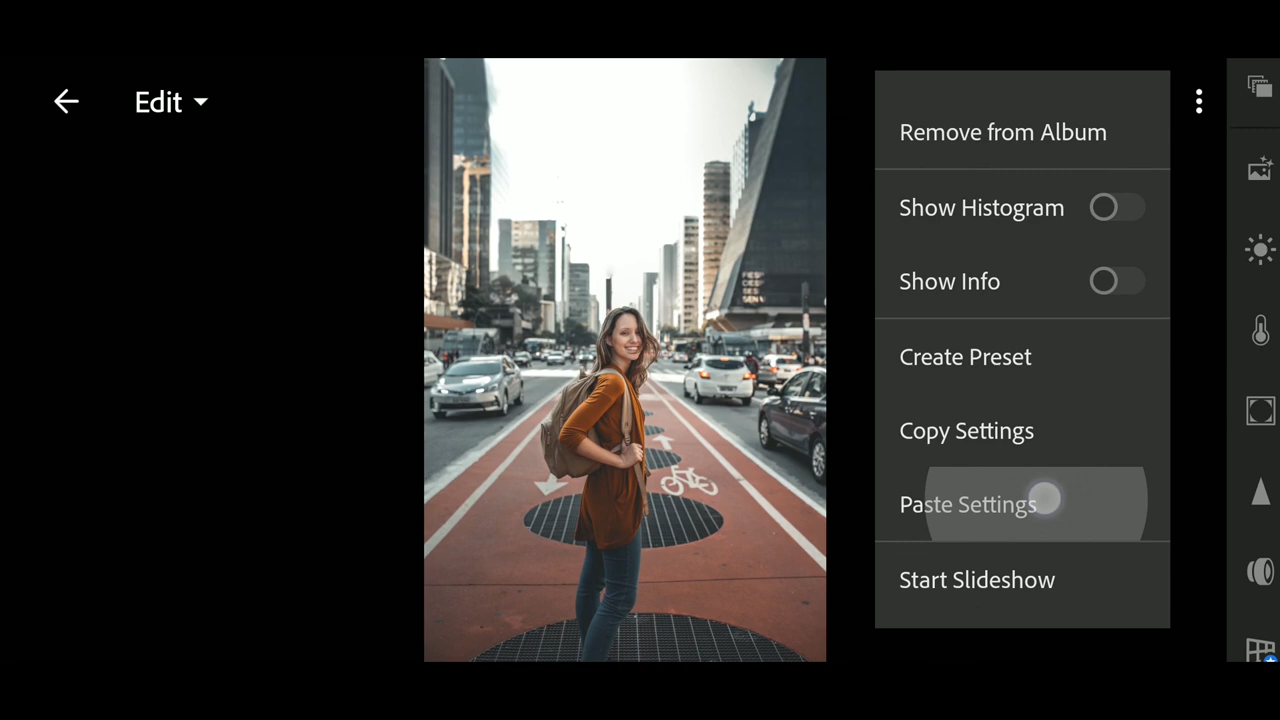 Edit
Remove from Album
Show Histogram
Show Info
Create Preset
Copy Settings
Paste Settings
Start Slideshow